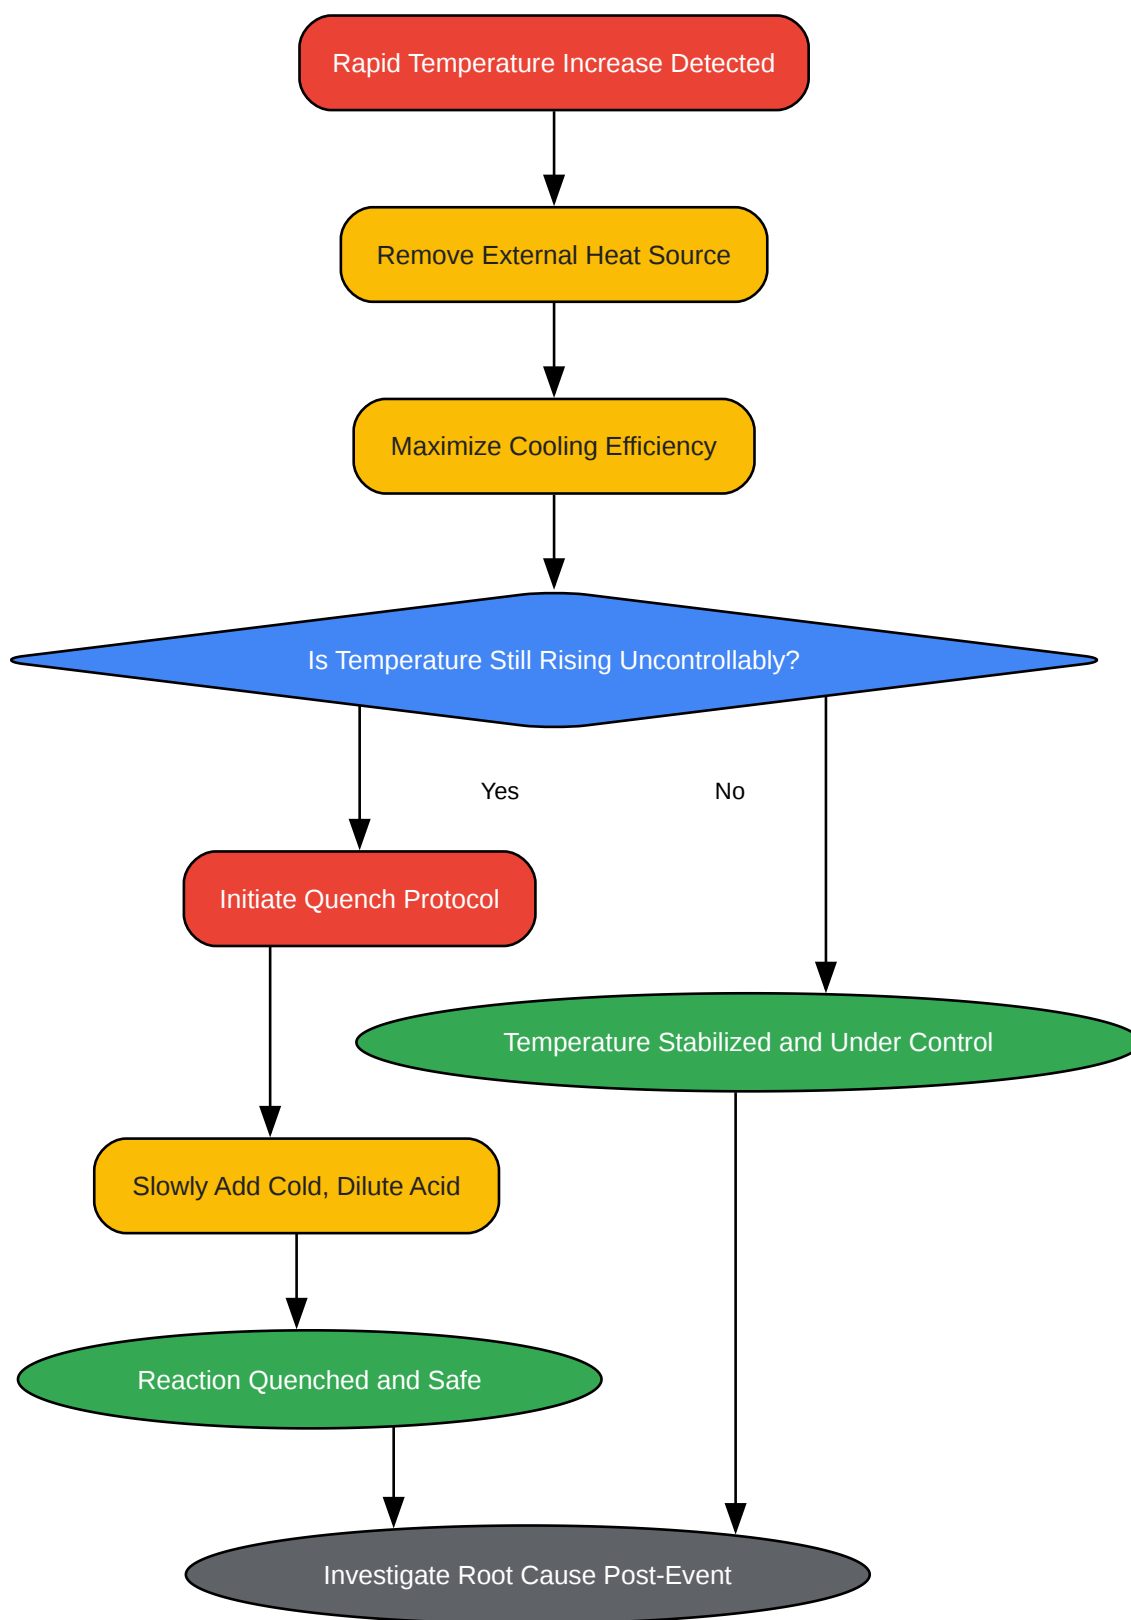 Rapid Temperature Increase Detected
Remove External Heat Source
Maximize Cooling Efficiency
Is Temperature Still Rising Uncontrollably?
Yes
No
Initiate Quench Protocol
Temperature Stabilized and Under Control
Slowly Add Cold, Dilute Acid
Reaction Quenched and Safe
Investigate Root Cause Post-Event